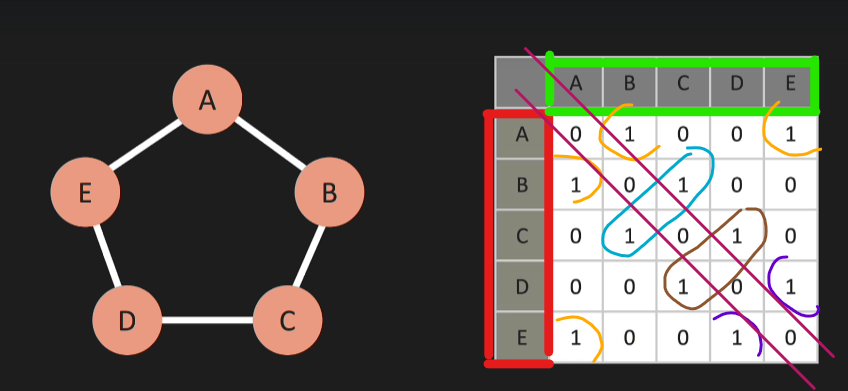 A
E B
D C
A B C D E
A 0 1 0 0 1
B 1 0 1 0 0
C 0 1 0 1 0
D 0 0 1 0 1
E 1 0 0 1 0